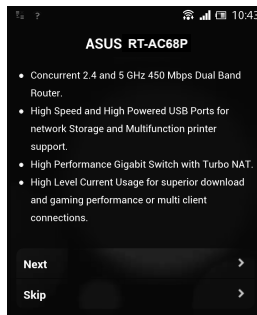 ? 10:43
ASUS RT-AC68P
● Concurrent 2.4 and 5 GHz 450 Mbps Dual Band
Router.
● High Speed and High Powered USB Ports for
network Storage and Multifunction printer
support.
● High Performance Gigabit Switch with Turbo NAT.
● High Level Current Usage for superior download
and gaming performance or multi client
connections.
Next
Skip